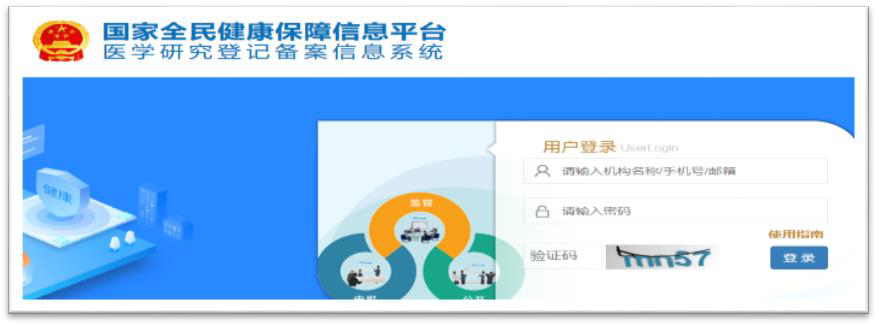 国家全民健康保障信息平台
医学研究登记备案信息系统
健康
用户登录 UserLogin
请输入机构名称/手机号/邮箱
请输入密码
使用指南
验证码
mn57
登录
监管